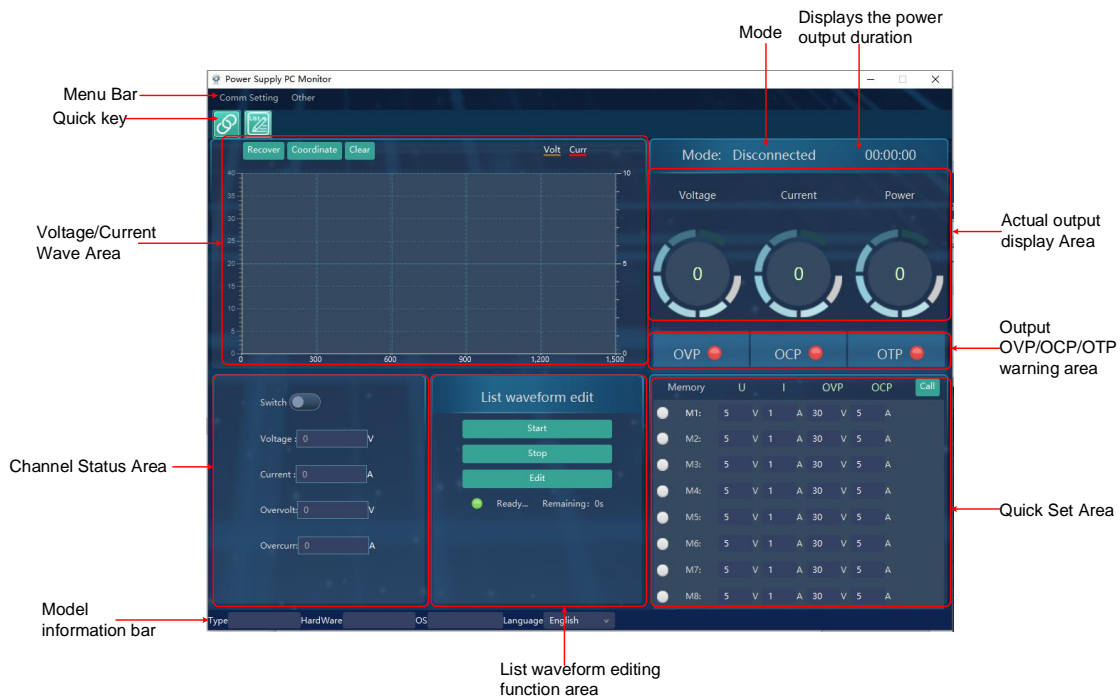 Displays the power
output duration
Mode
Power Supply PC Monitor
Menu Bar
Comm Setting Other
Quick key
LIST
Recover Coordinate Clear Volt Curr
Mode: Disconnected 00:00:00
40 10
35
30
25
20 5
15
10
5
0 0
0 300 600 900 1,200 1,500
Voltage/Current
Wave Area
Voltage Current Power
0 0 0
Actual output
display Area
OVP OCP OTP
Output
OVP/OCP/OTP
warning area
Switch
Voltage : 0 V
Current : 0 A
Overvolt: 0 V
Overcurr: 0 A
Channel Status Area
List waveform edit
Start
Stop
Edit
Ready... Remaining: 0s
Memory U I OVP OCP Call
M1: 5 V 1 A 30 V 5 A
M2: 5 V 1 A 30 V 5 A
M3: 5 V 1 A 30 V 5 A
M4: 5 V 1 A 30 V 5 A
M5: 5 V 1 A 30 V 5 A
M6: 5 V 1 A 30 V 5 A
M7: 5 V 1 A 30 V 5 A
M8: 5 V 1 A 30 V 5 A
Quick Set Area
Model
information bar
Type HardWare OS Language English
List waveform editing
function area